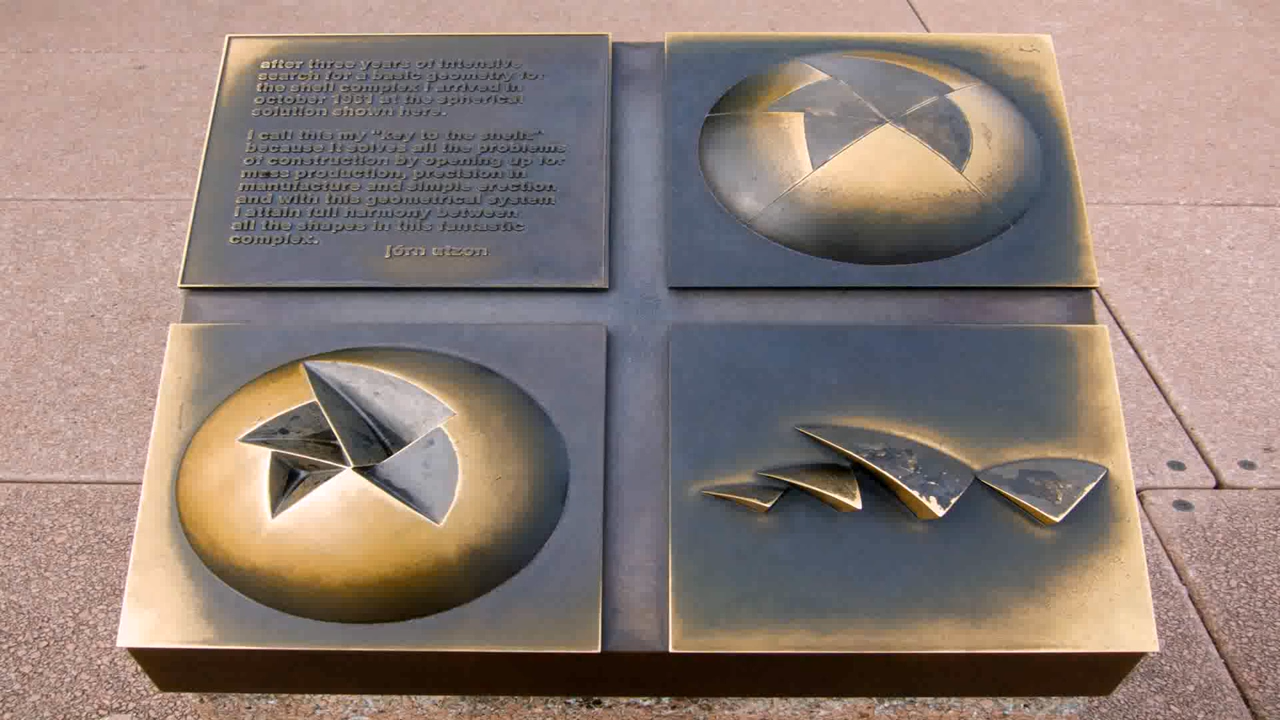 after three years of intensive
search for a basic geometry for
the shell complex i arrived in
october 1961 at the spherical
solution shown here.
I call this my "key to the shells"
because it solves all the problems
of construction by opening up for
mass production, precision in
manufacture and simple erection
and with this geometrical system
I attain full harmony between
all the shapes in this fantastic
complex.
jörn utzon